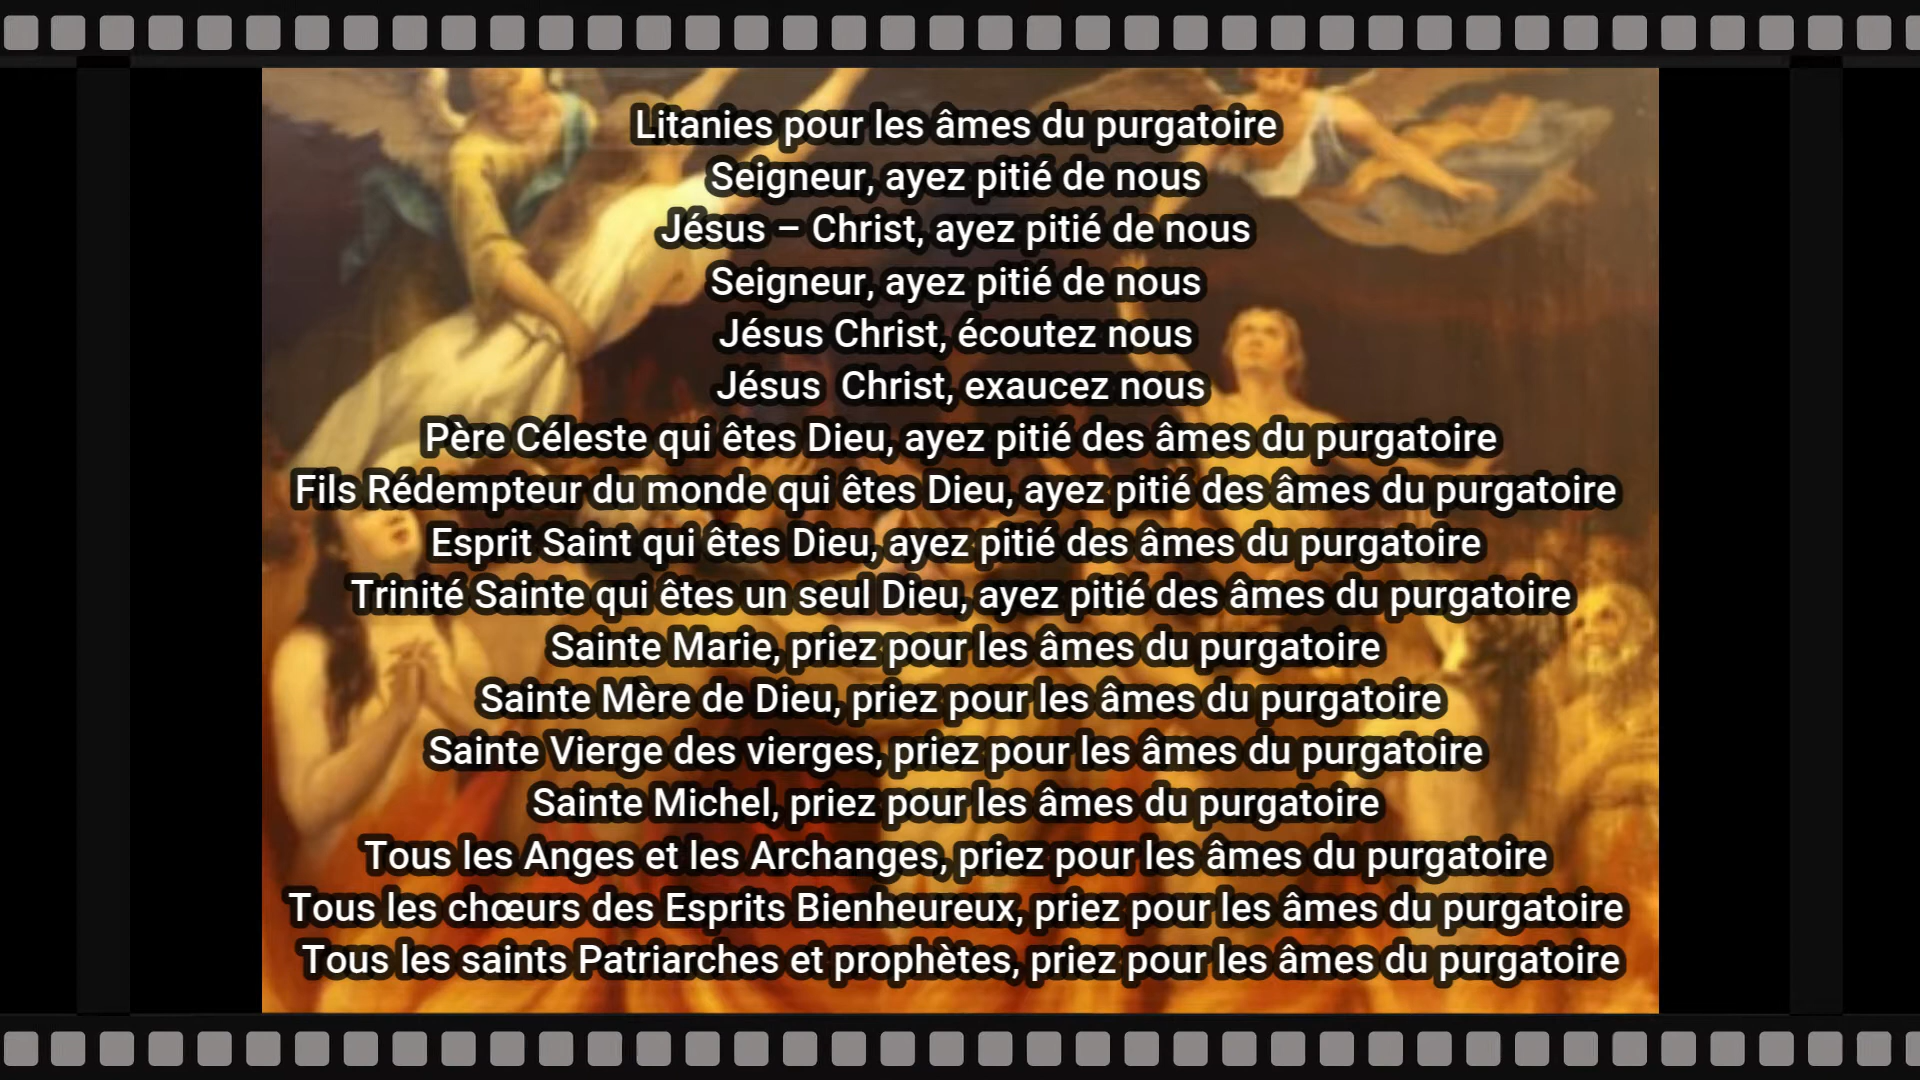 Litanies pour les âmes du purgatoire
Seigneur, ayez pitié de nous
Jésus – Christ, ayez pitié de nous
Seigneur, ayez pitié de nous
Jésus Christ, écoutez nous
Jésus  Christ, exaucez nous
Père Céleste qui êtes Dieu, ayez pitié des âmes du purgatoire
Fils Rédempteur du monde qui êtes Dieu, ayez pitié des âmes du purgatoire
Esprit Saint qui êtes Dieu, ayez pitié des âmes du purgatoire
Trinité Sainte qui êtes un seul Dieu, ayez pitié des âmes du purgatoire
Sainte Marie, priez pour les âmes du purgatoire
Sainte Mère de Dieu, priez pour les âmes du purgatoire
Sainte Vierge des vierges, priez pour les âmes du purgatoire
Sainte Michel, priez pour les âmes du purgatoire
Tous les Anges et les Archanges, priez pour les âmes du purgatoire
Tous les chœurs des Esprits Bienheureux, priez pour les âmes du purgatoire
Tous les saints Patriarches et prophètes, priez pour les âmes du purgatoire